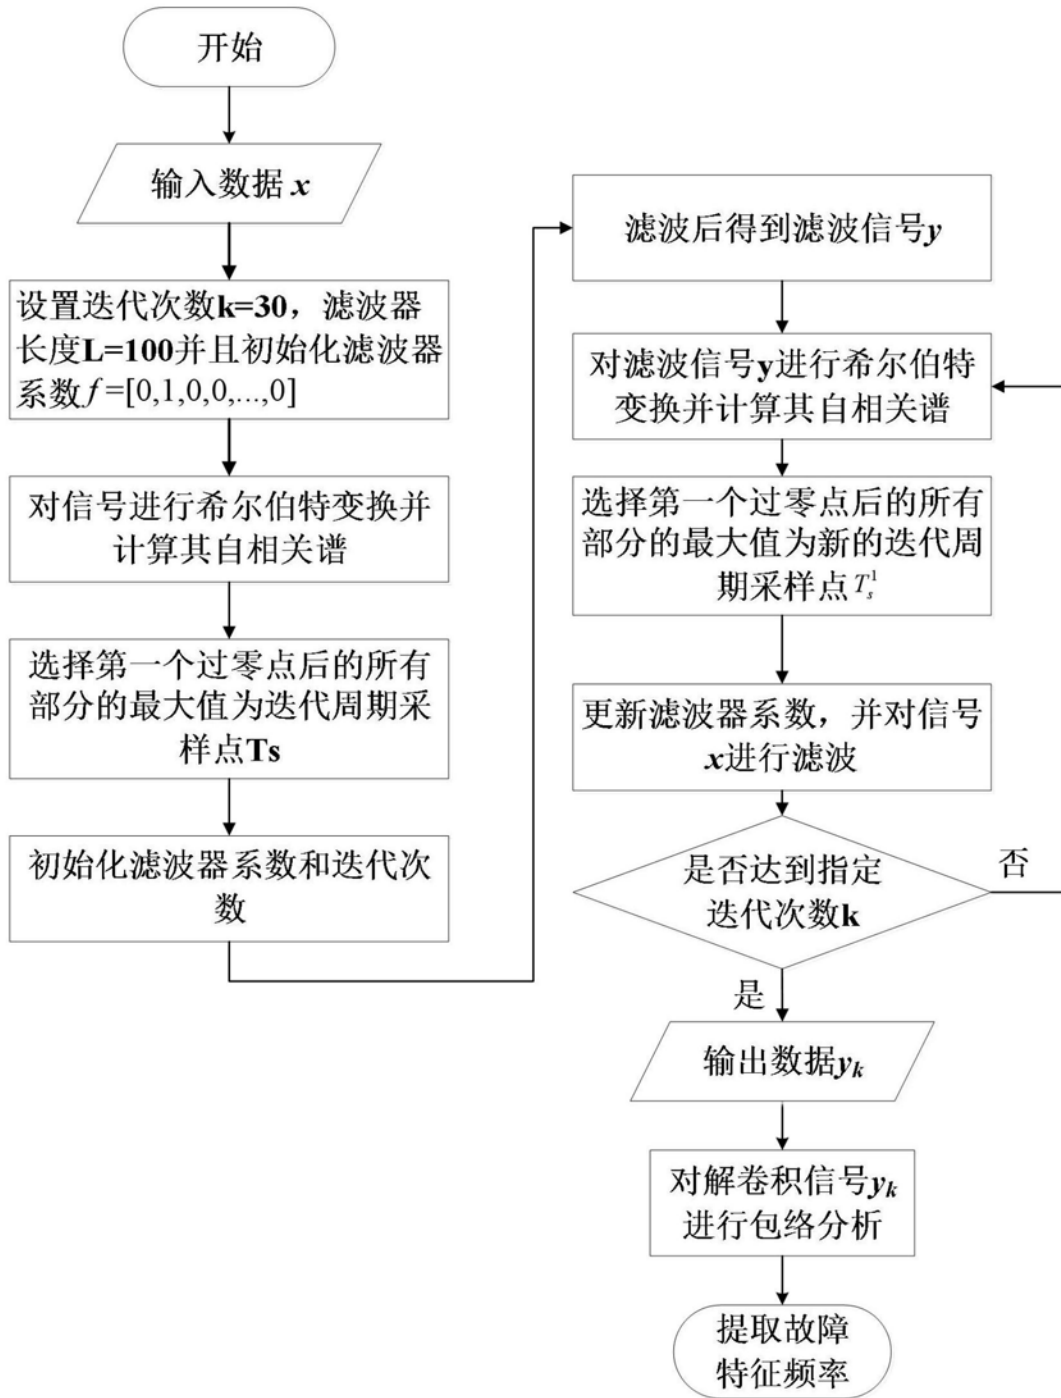 开始
输入数据 x
设置迭代次数k=30，滤波器
长度L=100并且初始化滤波器
系数f=[0,1,0,0,...,0]
对信号进行希尔伯特变换并
计算其自相关谱
选择第一个过零点后的所有
部分的最大值为迭代周期采
样点Ts
初始化滤波器系数和迭代次
数
滤波后得到滤波信号y
对滤波信号y进行希尔伯特
变换并计算其自相关谱
选择第一个过零点后的所有
部分的最大值为新的迭代周
期采样点 T_s^1
更新滤波器系数，并对信号
x进行滤波
是否达到指定
迭代次数k
否
是
输出数据y_k
对解卷积信号y_k
进行包络分析
提取故障
特征频率